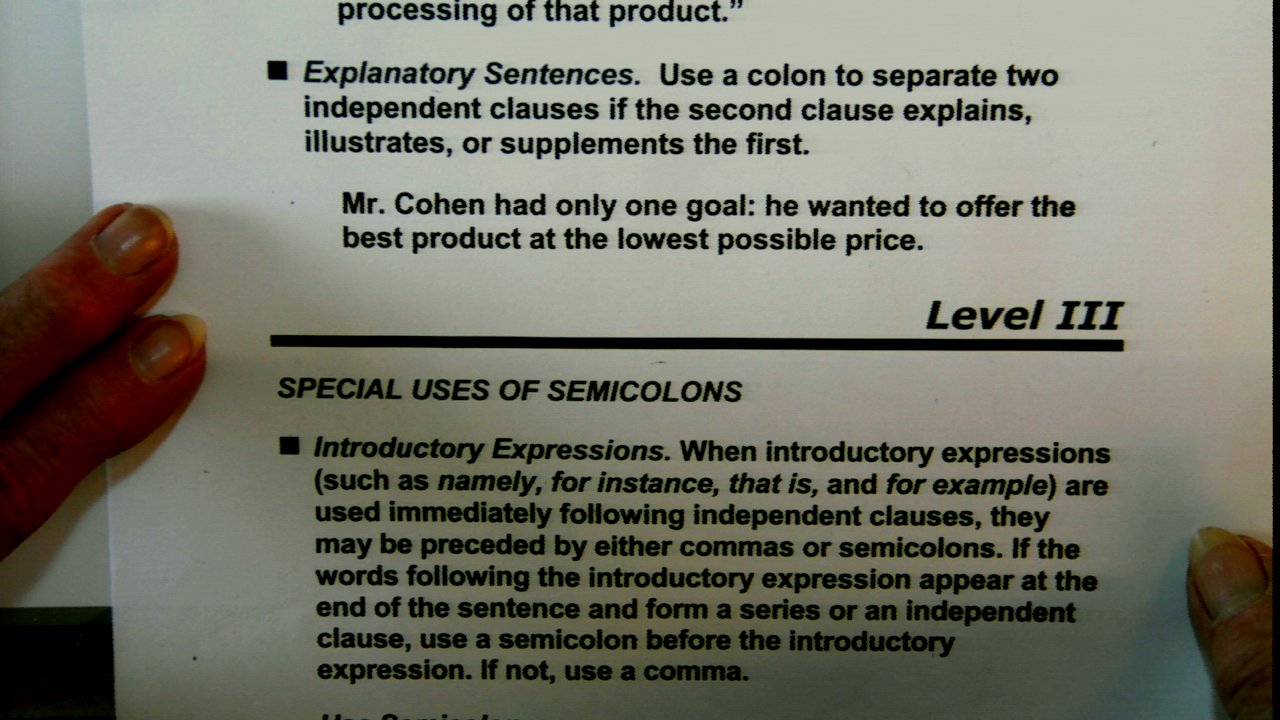 processing of that product.”
■ Explanatory Sentences. Use a colon to separate two
independent clauses if the second clause explains,
illustrates, or supplements the first.
Mr. Cohen had only one goal: he wanted to offer the
best product at the lowest possible price.
Level III
SPECIAL USES OF SEMICOLONS
■ Introductory Expressions. When introductory expressions
(such as namely, for instance, that is, and for example) are
used immediately following independent clauses, they
may be preceded by either commas or semicolons. If the
words following the introductory expression appear at the
end of the sentence and form a series or an independent
clause, use a semicolon before the introductory
expression. If not, use a comma.